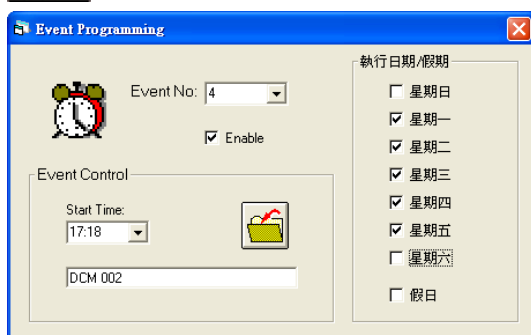 Event Programming
Event No: 4
Enable
Event Control
Start Time:
17:18
DCM 002
執行日期/假期
星期日
星期一
星期二
星期三
星期四
星期五
星期六
假日